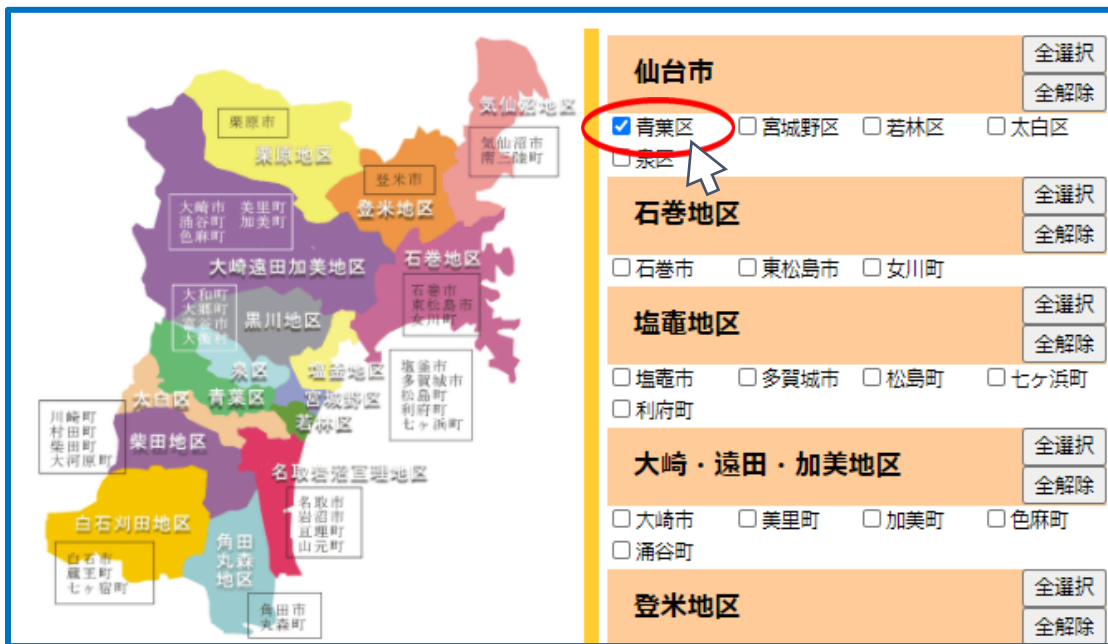 気仙沼地区
気仙沼市
南三陸町
栗原市
栗原地区
登米市
登米地区
大崎市 美里町
涌谷町 加美町
色麻町
大崎遠田加美地区
石巻地区
石巻市
東松島市
女川町
大和町
大郷町
富谷市
大衡村
黒川地区
泉区
塩釜地区
塩釜市
多賀城市
松島町
利府町
七ヶ浜町
太白区
青葉区
宮城野区
若林区
川崎町
村田町
柴田町
大河原町
柴田地区
名取岩沼亘理地区
名取市
岩沼市
亘理町
山元町
白石刈田地区
白石市
蔵王町
七ヶ宿町
角田
丸森
地区
角田市
丸森町
仙台市
全選択
全解除
青葉区 宮城野区 若林区 太白区
泉区
石巻地区
全選択
全解除
石巻市 東松島市 女川町
塩竈地区
全選択
全解除
塩竈市 多賀城市 松島町 七ヶ浜町
利府町
大崎・遠田・加美地区
全選択
全解除
大崎市 美里町 加美町 色麻町
涌谷町
登米地区
全選択
全解除